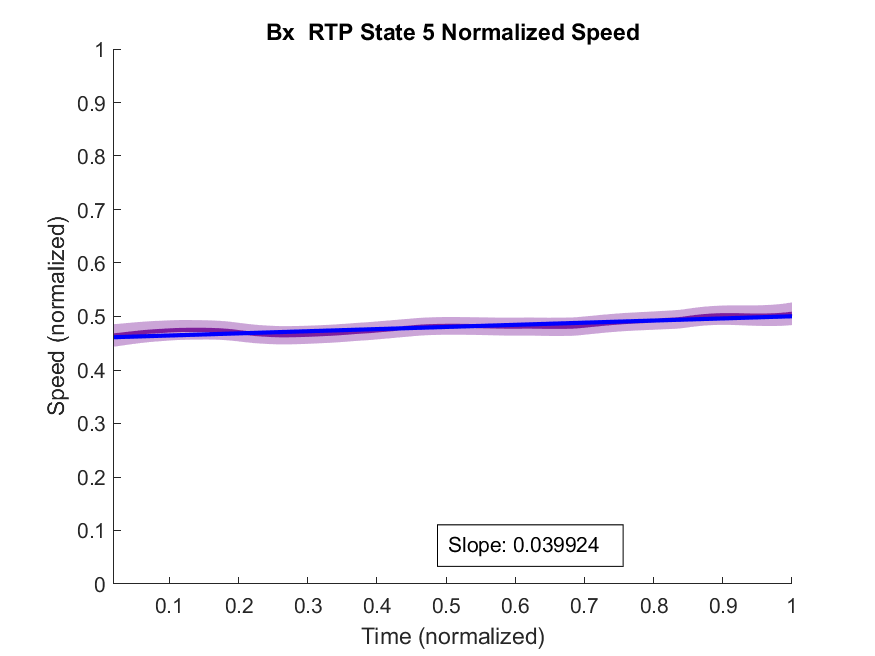 Bx  RTP State 5 Normalized Speed
1
0.9
0.8
0.7
0.6
0.5
0.4
0.3
0.2
0.1
0
Speed (normalized)
Slope: 0.039924
0.1 0.2 0.3 0.4 0.5 0.6 0.7 0.8 0.9 1
Time (normalized)